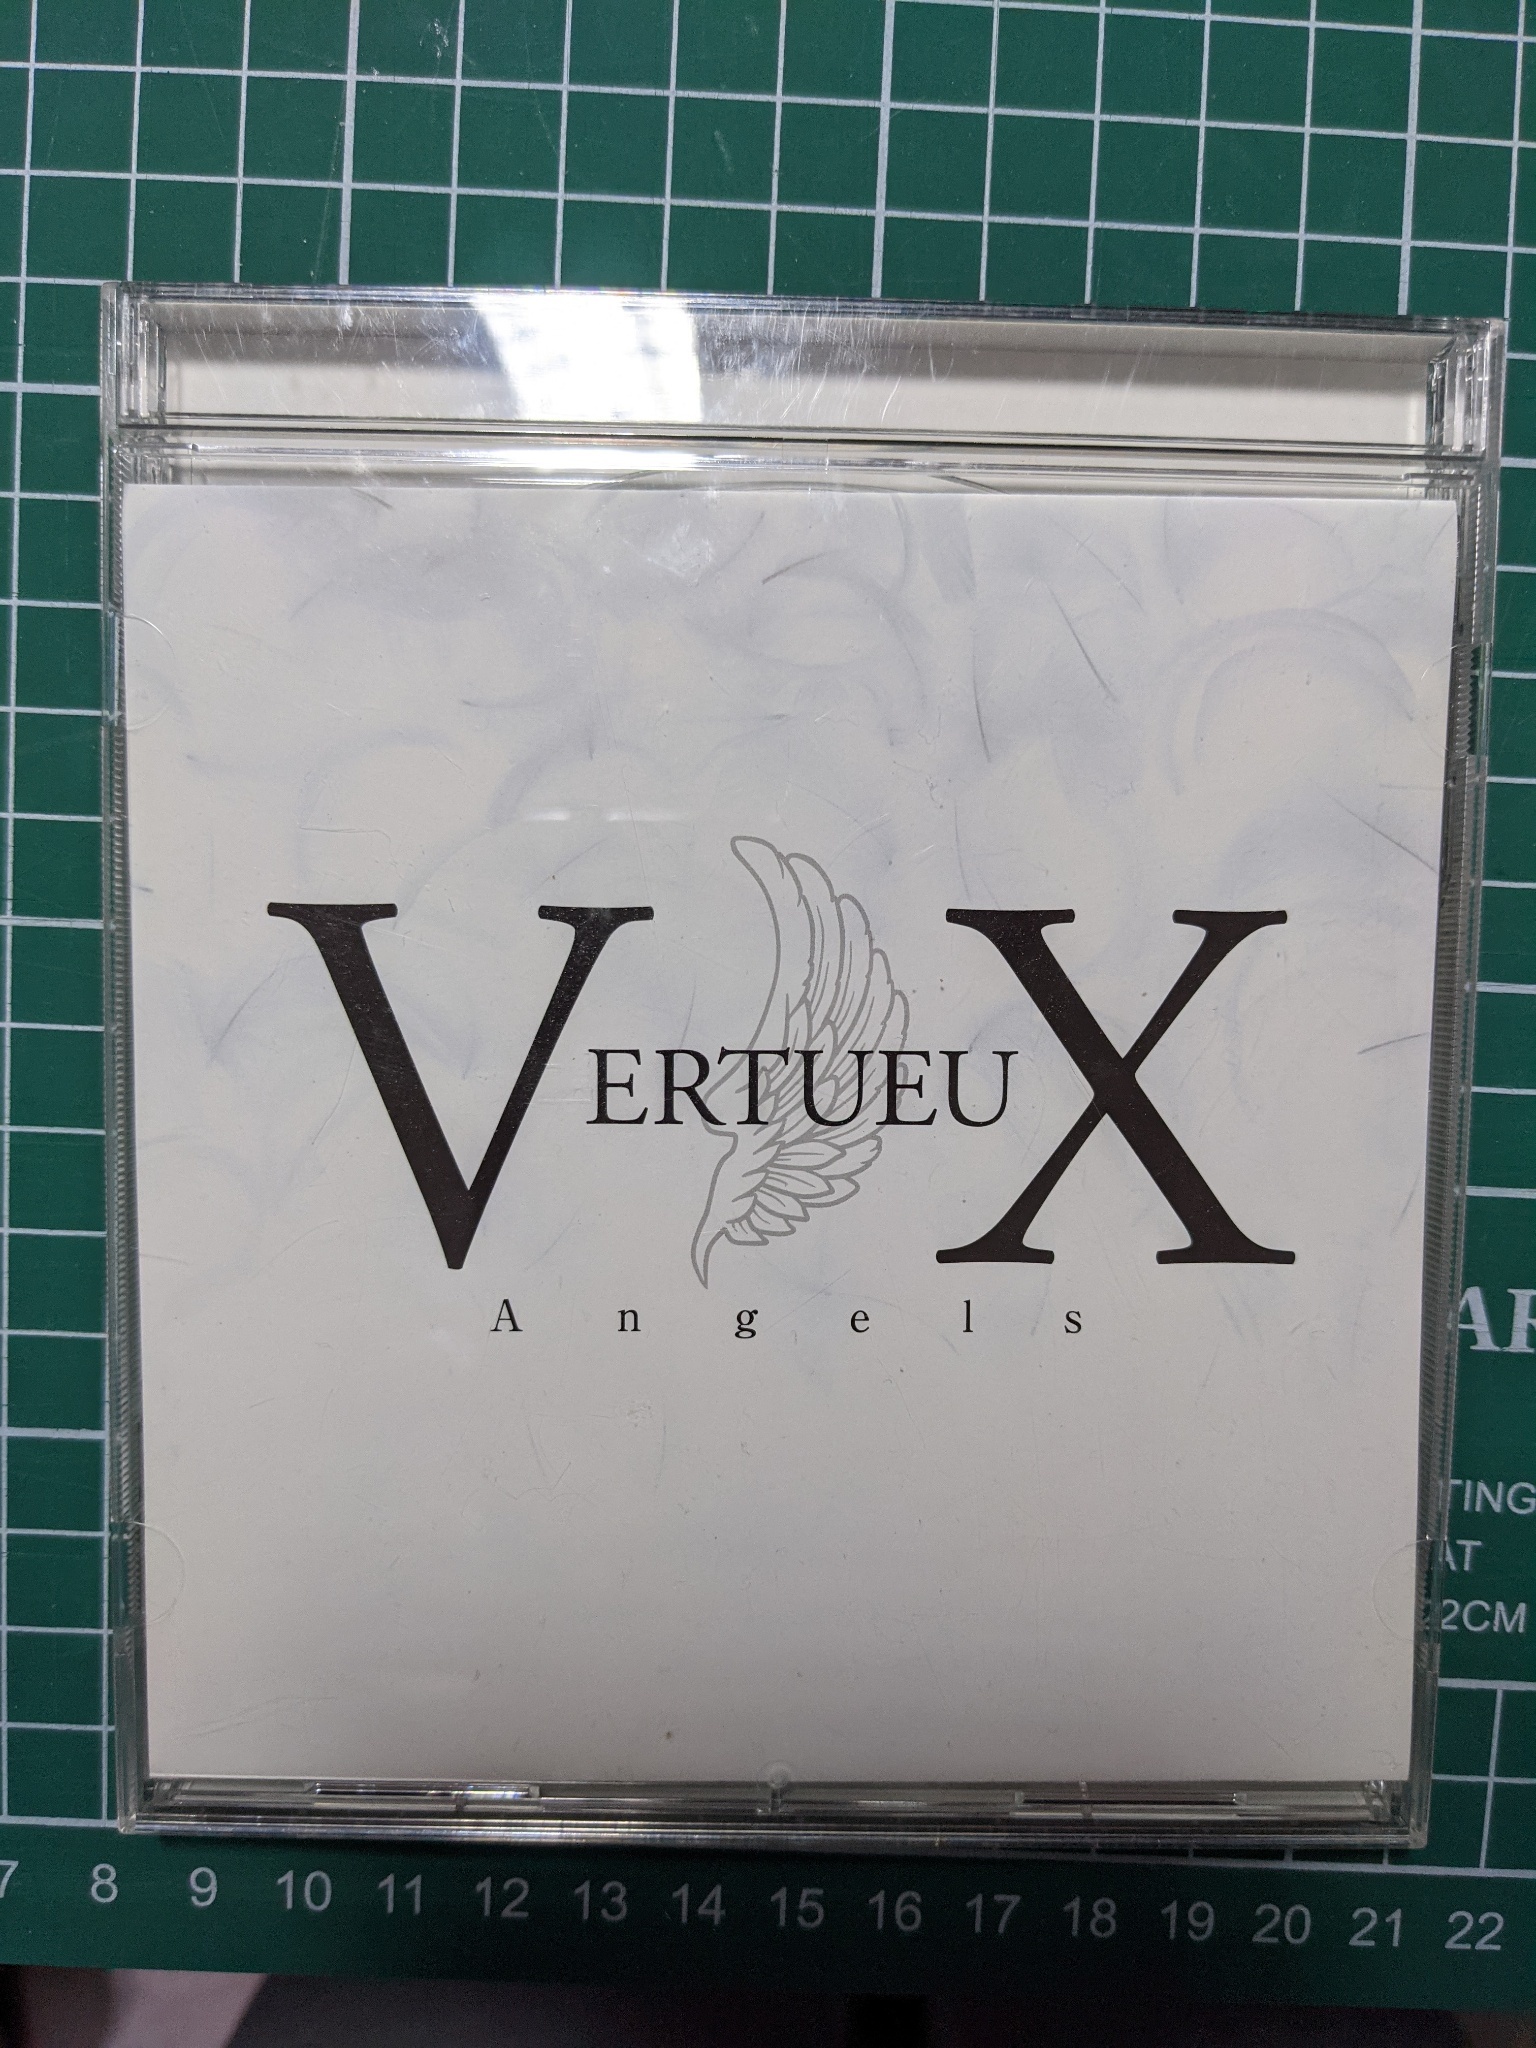 VERTUEUX
Angels
AR
TING
AT
2CM
7 8 9 10 11 12 13 14 15 16 17 18 19 20 21 22